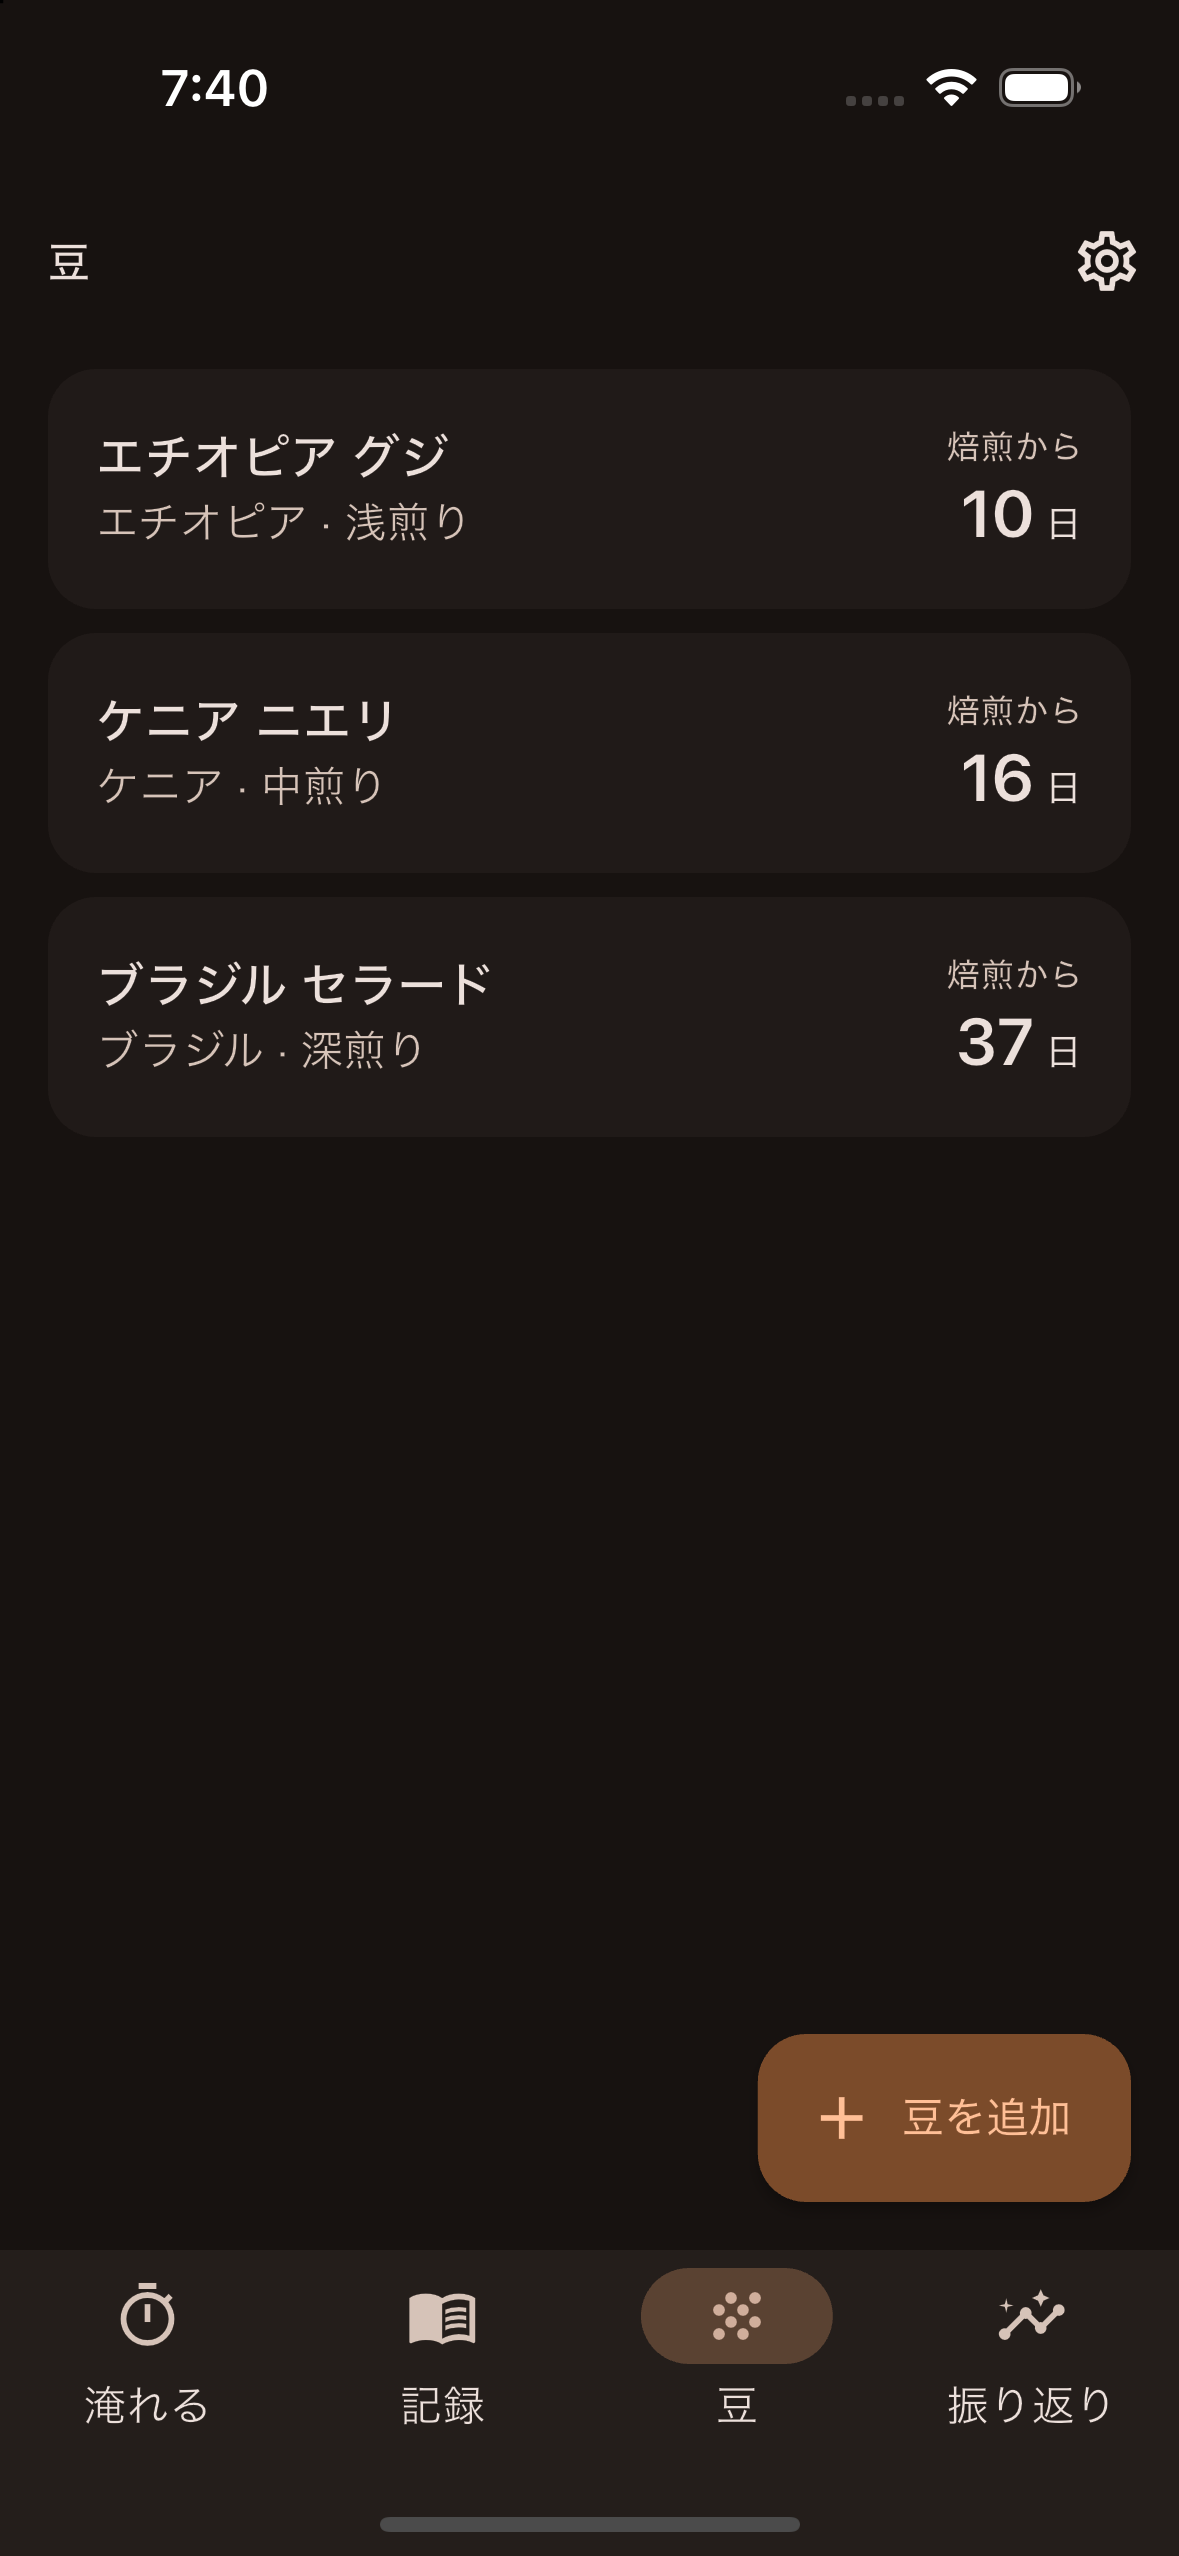 7:40
豆
エチオピア グジ
エチオピア · 浅煎り
焙煎から
10 日
ケニア ニエリ
ケニア · 中煎り
焙煎から
16 日
ブラジル セラード
ブラジル · 深煎り
焙煎から
37 日
豆を追加
淹れる
記録
豆
振り返り